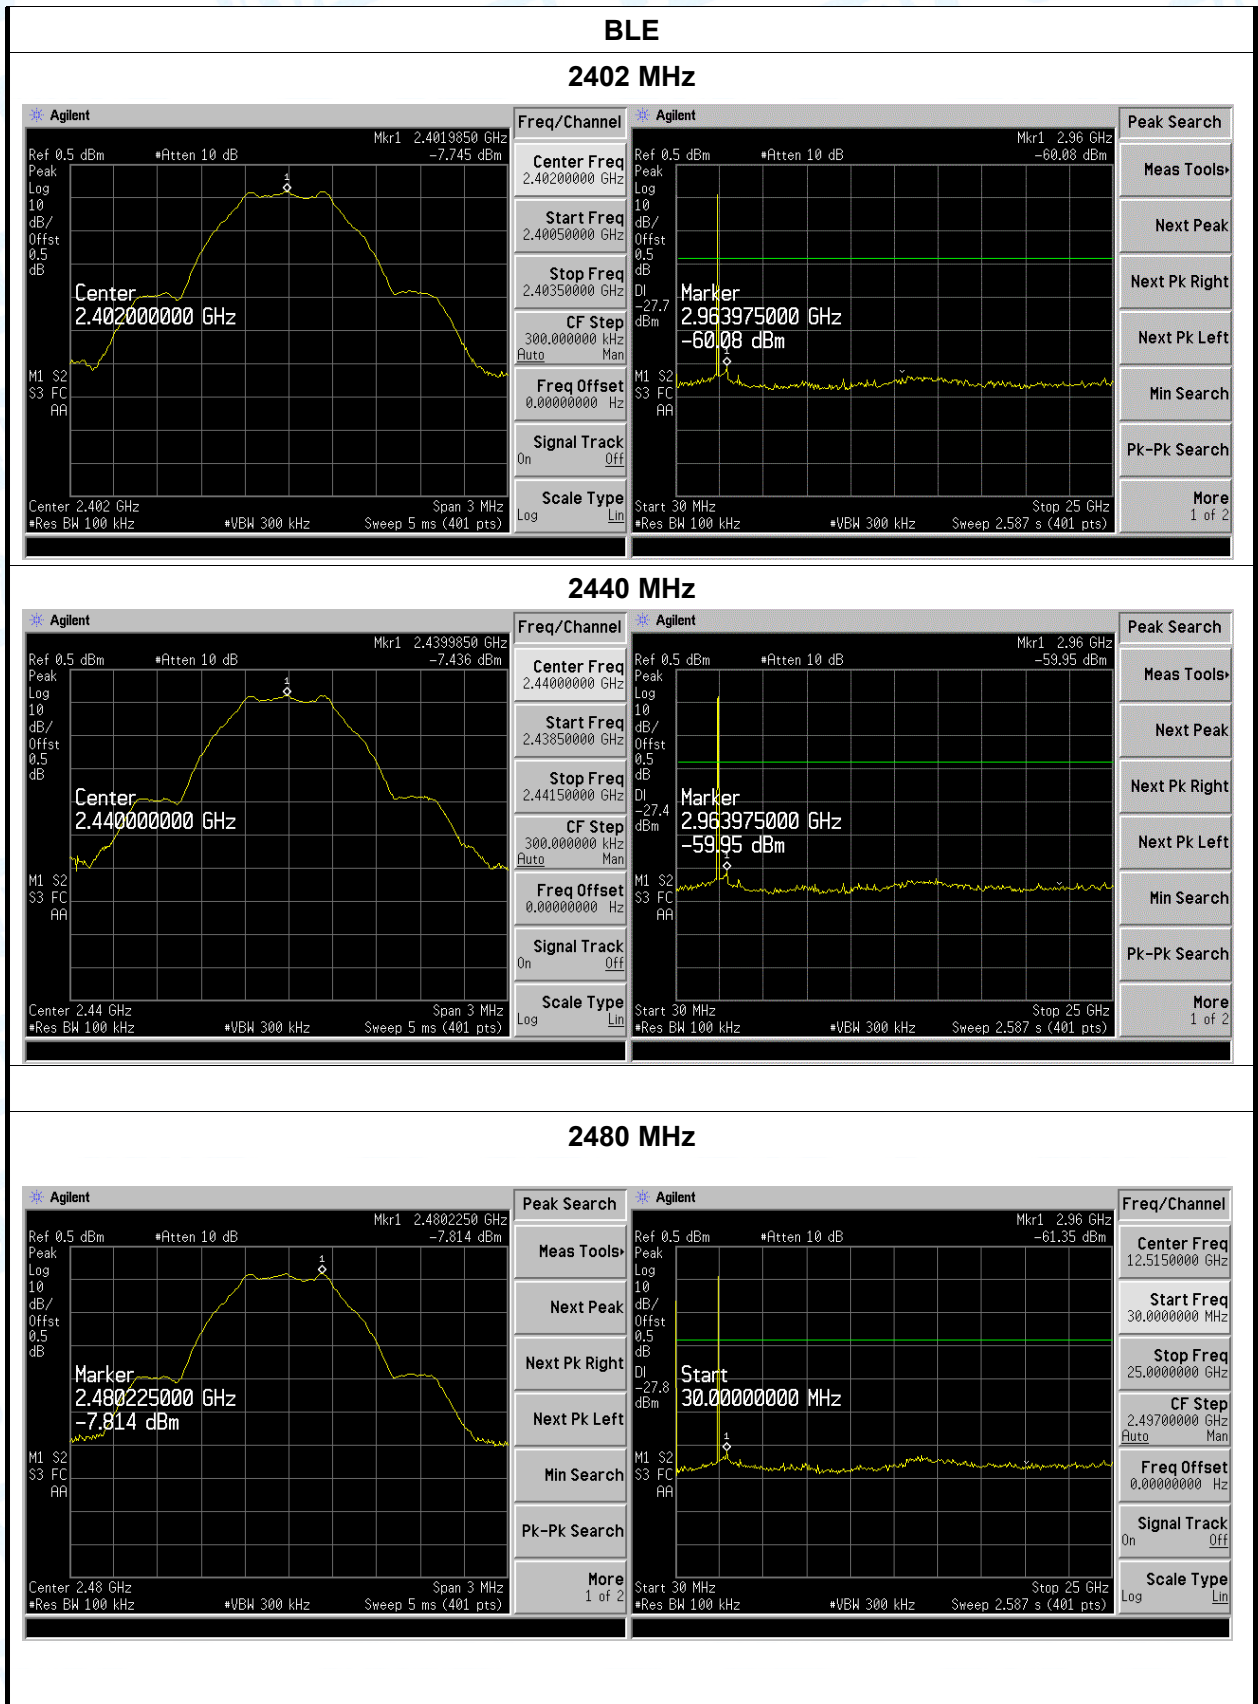 BLE
2402 MHz
Agilent
Mkr1 2.4019850 GHz
Ref 0.5 dBm #Atten 10 dB -7.745 dBm
Peak
Log
10
dB/
Offst
0.5
dB
1
Center
2.402000000 GHz
M1 S2
S3 FC
AA
Center 2.402 GHz Span 3 MHz
#Res BW 100 kHz #VBW 300 kHz Sweep 5 ms (401 pts)
Freq/Channel
Center Freq
2.40200000 GHz
Start Freq
2.40050000 GHz
Stop Freq
2.40350000 GHz
CF Step
300.000000 kHz
Auto Man
Freq Offset
0.00000000 Hz
Signal Track
On Off
Scale Type
Log Lin
Agilent
Mkr1 2.96 GHz
Ref 0.5 dBm #Atten 10 dB -60.08 dBm
Peak
Log
10
dB/
Offst
0.5
dB
DI
-27.7
dBm
Marker
2.963975000 GHz
-60.08 dBm
1
M1 S2
S3 FC
AA
Start 30 MHz Stop 25 GHz
#Res BW 100 kHz #VBW 300 kHz Sweep 2.587 s (401 pts)
Peak Search
Meas Tools
Next Peak
Next Pk Right
Next Pk Left
Min Search
Pk-Pk Search
More
1 of 2
2440 MHz
Agilent
Mkr1 2.4399850 GHz
Ref 0.5 dBm #Atten 10 dB -7.436 dBm
Peak
Log
10
dB/
Offst
0.5
dB
1
Center
2.440000000 GHz
M1 S2
S3 FC
AA
Center 2.44 GHz Span 3 MHz
#Res BW 100 kHz #VBW 300 kHz Sweep 5 ms (401 pts)
Freq/Channel
Center Freq
2.44000000 GHz
Start Freq
2.43850000 GHz
Stop Freq
2.44150000 GHz
CF Step
300.000000 kHz
Auto Man
Freq Offset
0.00000000 Hz
Signal Track
On Off
Scale Type
Log Lin
Agilent
Mkr1 2.96 GHz
Ref 0.5 dBm #Atten 10 dB -59.95 dBm
Peak
Log
10
dB/
Offst
0.5
dB
DI
-27.4
dBm
Marker
2.963975000 GHz
-59.95 dBm
1
M1 S2
S3 FC
AA
Start 30 MHz Stop 25 GHz
#Res BW 100 kHz #VBW 300 kHz Sweep 2.587 s (401 pts)
Peak Search
Meas Tools
Next Peak
Next Pk Right
Next Pk Left
Min Search
Pk-Pk Search
More
1 of 2
2480 MHz
Agilent
Mkr1 2.4802250 GHz
Ref 0.5 dBm #Atten 10 dB -7.814 dBm
Peak
Log
10
dB/
Offst
0.5
dB
1
Marker
2.480225000 GHz
-7.814 dBm
M1 S2
S3 FC
AA
Center 2.48 GHz Span 3 MHz
#Res BW 100 kHz #VBW 300 kHz Sweep 5 ms (401 pts)
Peak Search
Meas Tools
Next Peak
Next Pk Right
Next Pk Left
Min Search
Pk-Pk Search
More
1 of 2
Agilent
Mkr1 2.96 GHz
Ref 0.5 dBm #Atten 10 dB -61.35 dBm
Peak
Log
10
dB/
Offst
0.5
dB
DI
-27.8
dBm
Start
30.00000000 MHz
1
M1 S2
S3 FC
AA
Start 30 MHz Stop 25 GHz
#Res BW 100 kHz #VBW 300 kHz Sweep 2.587 s (401 pts)
Freq/Channel
Center Freq
12.5150000 GHz
Start Freq
30.0000000 MHz
Stop Freq
25.0000000 GHz
CF Step
2.49700000 GHz
Auto Man
Freq Offset
0.00000000 Hz
Signal Track
On Off
Scale Type
Log Lin